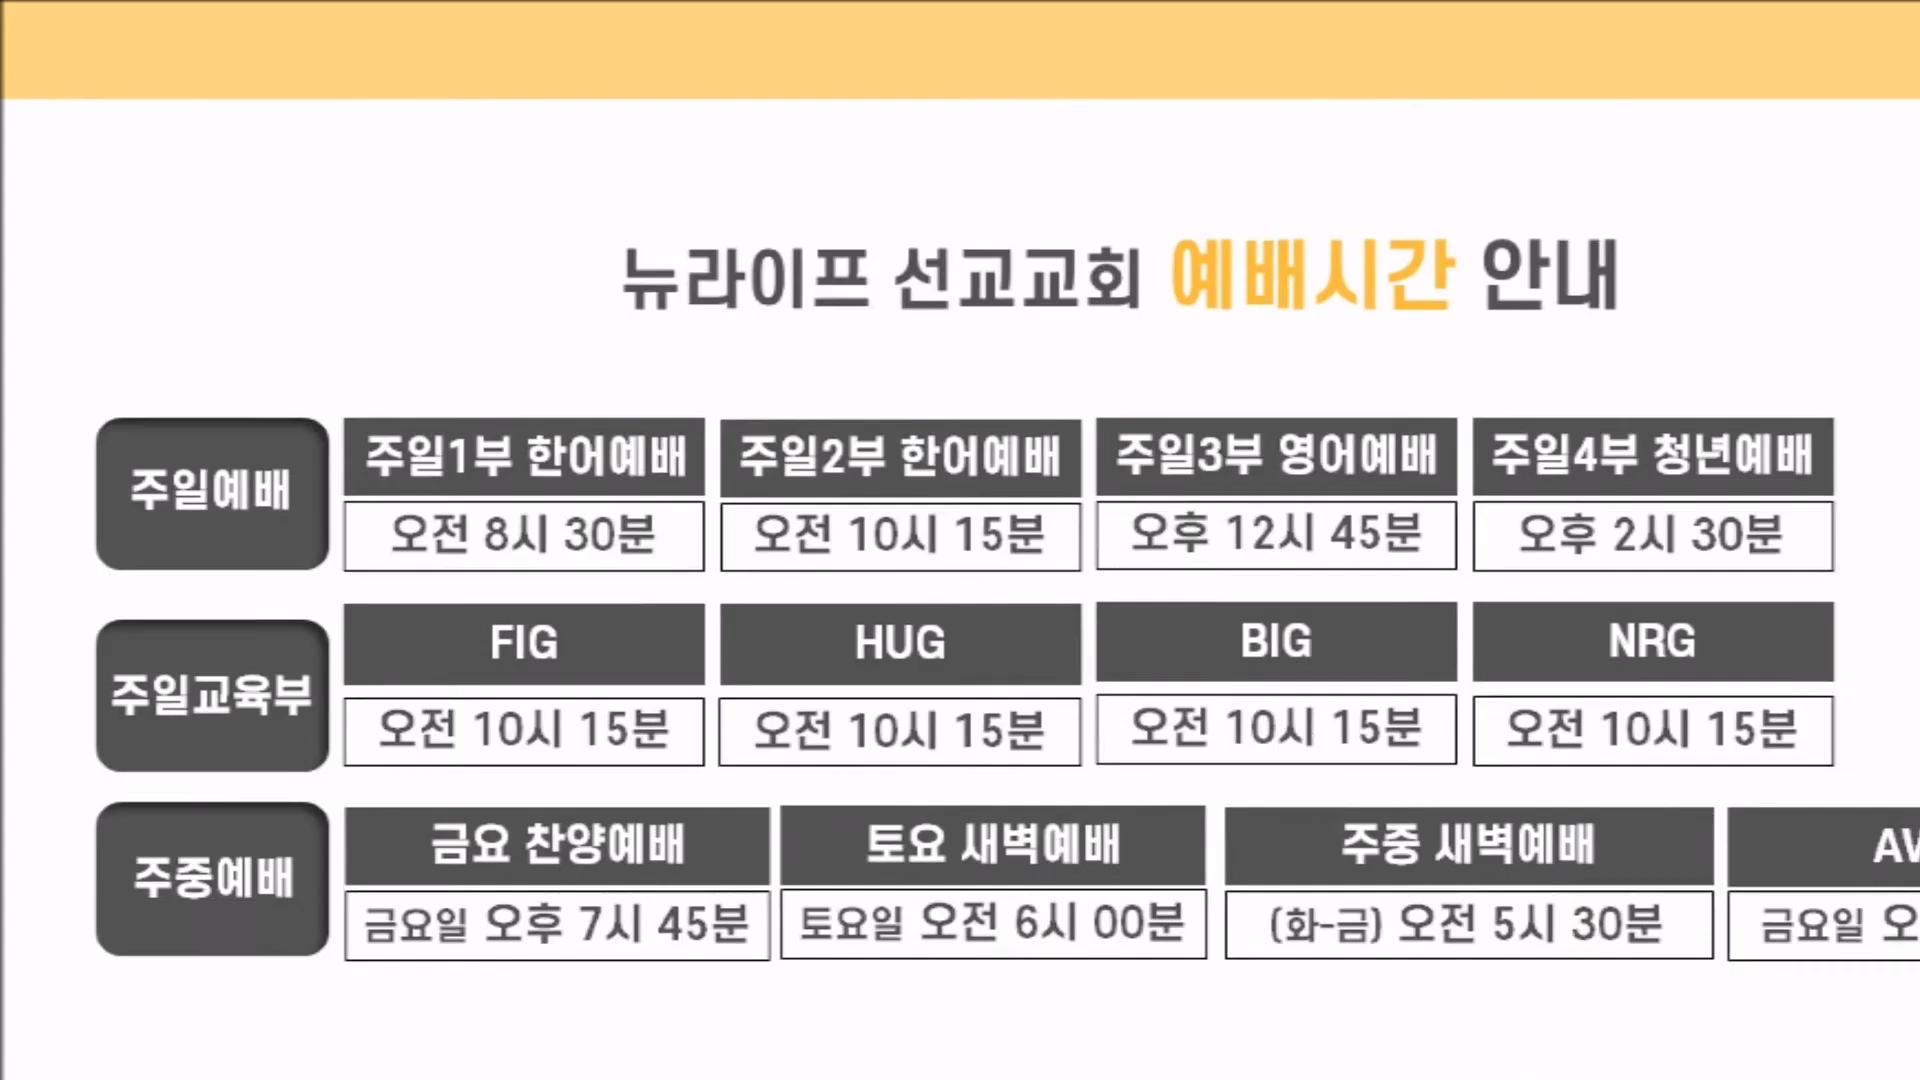 뉴라이프 선교교회 예배시간 안내
주일예배
주일1부 한어예배 주일2부 한어예배 주일3부 영어예배 주일4부 청년예배
오전 8시 30분 오전 10시 15분 오후 12시 45분 오후 2시 30분
주일교육부
FIG HUG BIG NRG
오전 10시 15분 오전 10시 15분 오전 10시 15분 오전 10시 15분
주중예배
금요 찬양예배 토요 새벽예배 주중 새벽예배
금요일 오후 7시 45분 토요일 오전 6시 00분 (화-금) 오전 5시 30분 금요일